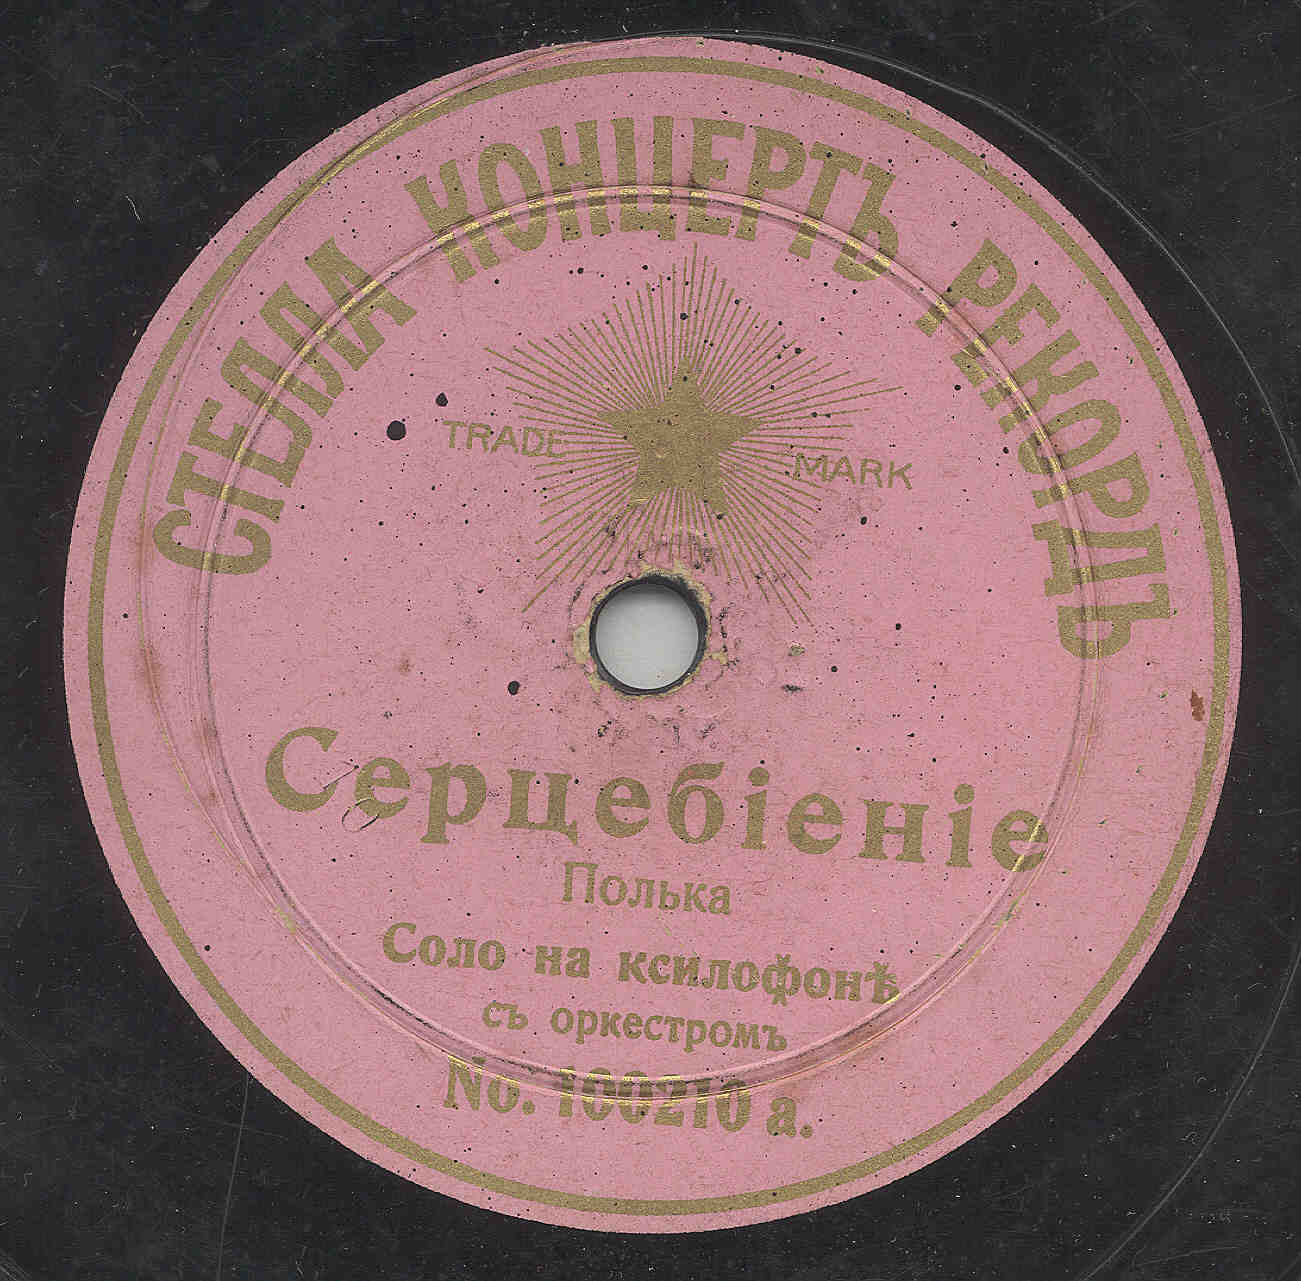 СТЕЛЛА КОНЦЕРТЪ РЕКОРДЪ
TRADE MARK
Серцебіеніе
Полька
Соло на ксилофонѣ
съ оркестромъ
No. 100210 a.